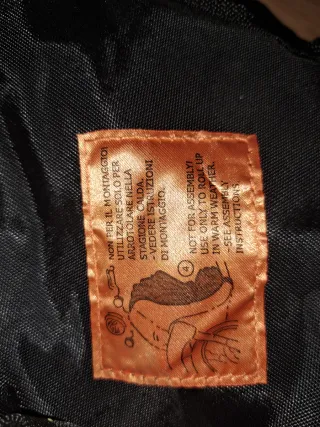 NON PER IL MONTAGGIO!
UTILIZZARE SOLO PER
ARROTOLARE NELLA
STAGIONE CALDA.
-VEDERE ISTRUZIONI
DI MONTAGGIO.
NOT FOR ASSEMBLY!
USE ONLY TO ROLL UP
IN WARM WEATHER.
-SEE ASSEMBLY
INSTRUCTIONS
4